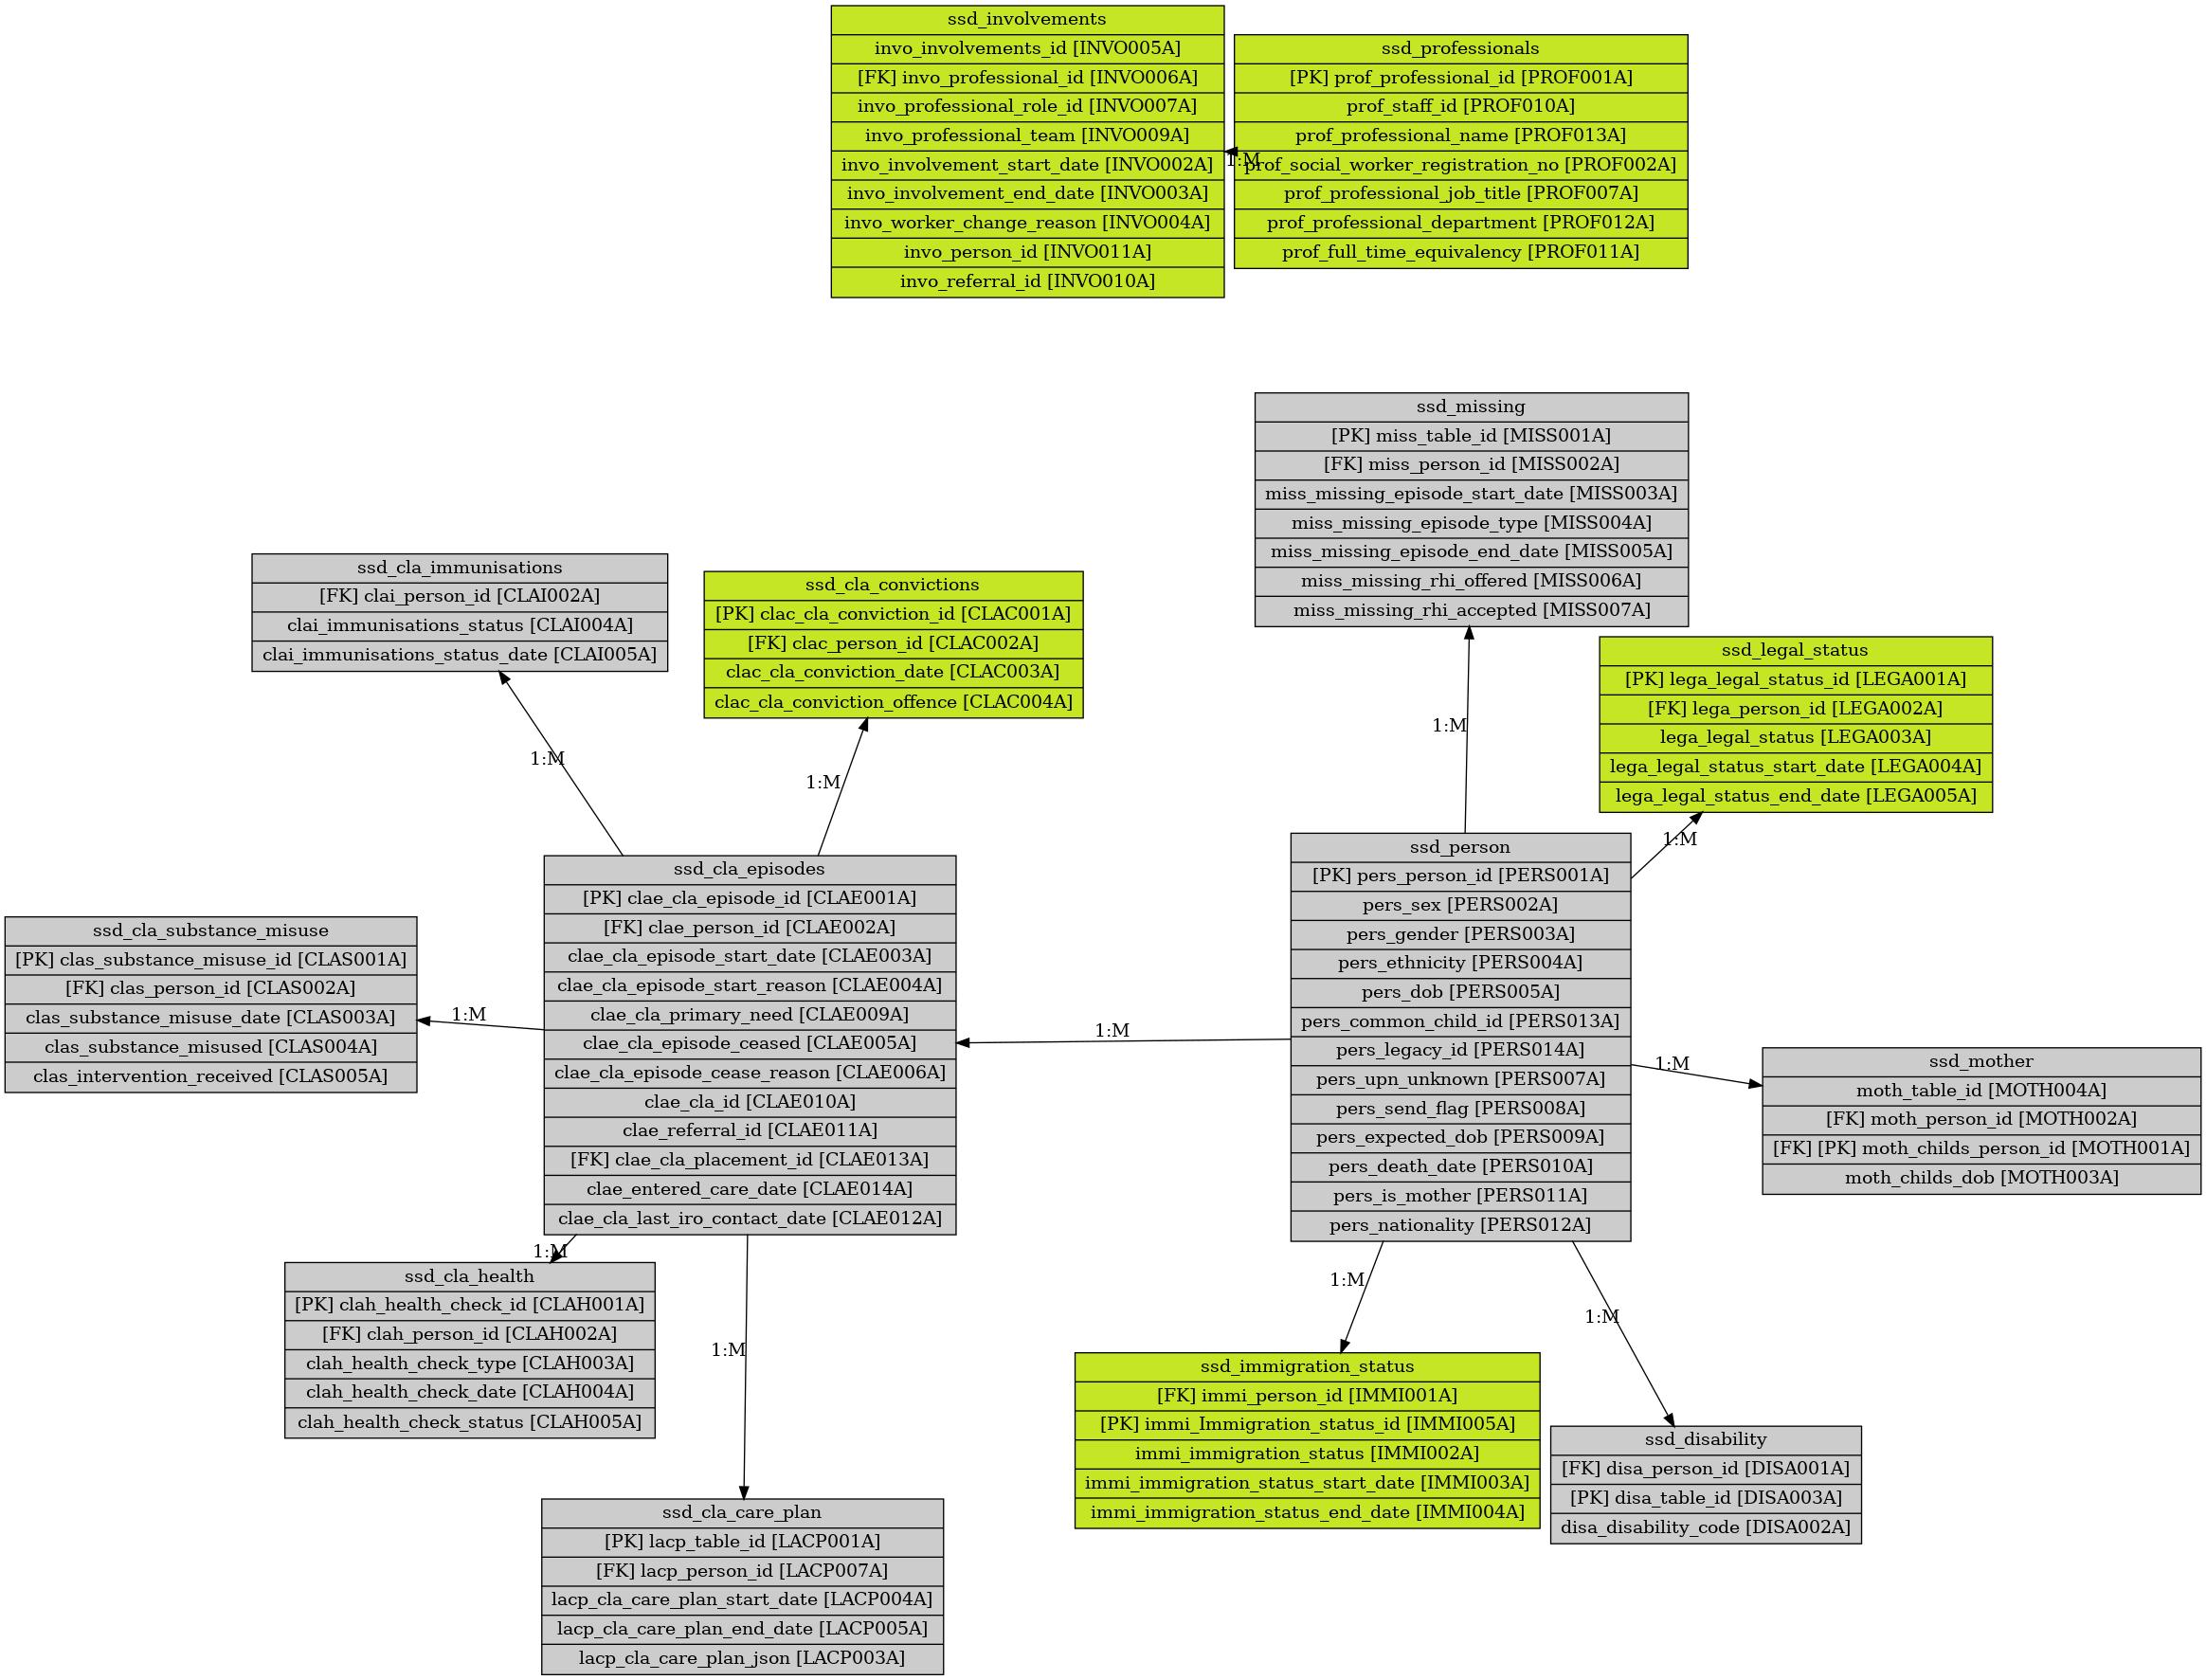 ssd_involvements
invo_involvements_id [INVO005A]
[FK] invo_professional_id [INVO006A]
invo_professional_role_id [INVO007A]
invo_professional_team [INVO009A]
invo_involvement_start_date [INVO002A]
invo_involvement_end_date [INVO003A]
invo_worker_change_reason [INVO004A]
invo_person_id [INVO011A]
invo_referral_id [INVO010A]
1:M
ssd_professionals
[PK] prof_professional_id [PROF001A]
prof_staff_id [PROF010A]
prof_professional_name [PROF013A]
prof_social_worker_registration_no [PROF002A]
prof_professional_job_title [PROF007A]
prof_professional_department [PROF012A]
prof_full_time_equivalency [PROF011A]
ssd_missing
[PK] miss_table_id [MISS001A]
[FK] miss_person_id [MISS002A]
miss_missing_episode_start_date [MISS003A]
miss_missing_episode_type [MISS004A]
miss_missing_episode_end_date [MISS005A]
miss_missing_rhi_offered [MISS006A]
miss_missing_rhi_accepted [MISS007A]
ssd_cla_immunisations
[FK] clai_person_id [CLAI002A]
clai_immunisations_status [CLAI004A]
clai_immunisations_status_date [CLAI005A]
ssd_cla_convictions
[PK] clac_cla_conviction_id [CLAC001A]
[FK] clac_person_id [CLAC002A]
clac_cla_conviction_date [CLAC003A]
clac_cla_conviction_offence [CLAC004A]
ssd_legal_status
[PK] lega_legal_status_id [LEGA001A]
[FK] lega_person_id [LEGA002A]
lega_legal_status [LEGA003A]
lega_legal_status_start_date [LEGA004A]
lega_legal_status_end_date [LEGA005A]
1:M
1:M
1:M
1:M
ssd_cla_episodes
[PK] clae_cla_episode_id [CLAE001A]
[FK] clae_person_id [CLAE002A]
clae_cla_episode_start_date [CLAE003A]
clae_cla_episode_start_reason [CLAE004A]
clae_cla_primary_need [CLAE009A]
clae_cla_episode_ceased [CLAE005A]
clae_cla_episode_cease_reason [CLAE006A]
clae_cla_id [CLAE010A]
clae_referral_id [CLAE011A]
[FK] clae_cla_placement_id [CLAE013A]
clae_entered_care_date [CLAE014A]
clae_cla_last_iro_contact_date [CLAE012A]
ssd_person
[PK] pers_person_id [PERS001A]
pers_sex [PERS002A]
pers_gender [PERS003A]
pers_ethnicity [PERS004A]
pers_dob [PERS005A]
pers_common_child_id [PERS013A]
pers_legacy_id [PERS014A]
pers_upn_unknown [PERS007A]
pers_send_flag [PERS008A]
pers_expected_dob [PERS009A]
pers_death_date [PERS010A]
pers_is_mother [PERS011A]
pers_nationality [PERS012A]
ssd_cla_substance_misuse
[PK] clas_substance_misuse_id [CLAS001A]
[FK] clas_person_id [CLAS002A]
clas_substance_misuse_date [CLAS003A]
clas_substance_misused [CLAS004A]
clas_intervention_received [CLAS005A]
1:M
1:M
1:M
ssd_mother
moth_table_id [MOTH004A]
[FK] moth_person_id [MOTH002A]
[FK] [PK] moth_childs_person_id [MOTH001A]
moth_childs_dob [MOTH003A]
1:M
1:M
1:M
1:M
ssd_cla_health
[PK] clah_health_check_id [CLAH001A]
[FK] clah_person_id [CLAH002A]
clah_health_check_type [CLAH003A]
clah_health_check_date [CLAH004A]
clah_health_check_status [CLAH005A]
ssd_immigration_status
[FK] immi_person_id [IMMI001A]
[PK] immi_Immigration_status_id [IMMI005A]
immi_immigration_status [IMMI002A]
immi_immigration_status_start_date [IMMI003A]
immi_immigration_status_end_date [IMMI004A]
ssd_disability
[FK] disa_person_id [DISA001A]
[PK] disa_table_id [DISA003A]
disa_disability_code [DISA002A]
ssd_cla_care_plan
[PK] lacp_table_id [LACP001A]
[FK] lacp_person_id [LACP007A]
lacp_cla_care_plan_start_date [LACP004A]
lacp_cla_care_plan_end_date [LACP005A]
lacp_cla_care_plan_json [LACP003A]